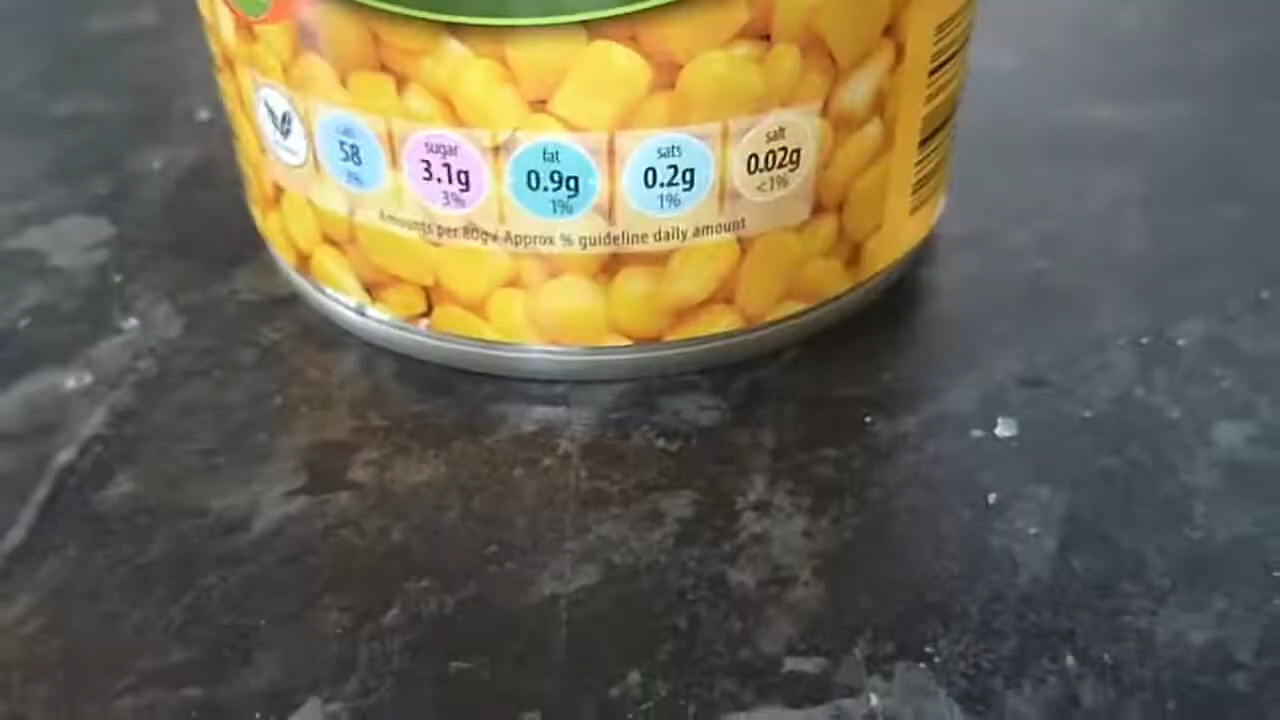 cals sugar fat sats salt
58 3.1g 0.9g 0.2g 0.02g
3% 3% 1% 1% <1%
Amounts per 80g. Approx % guideline daily amount